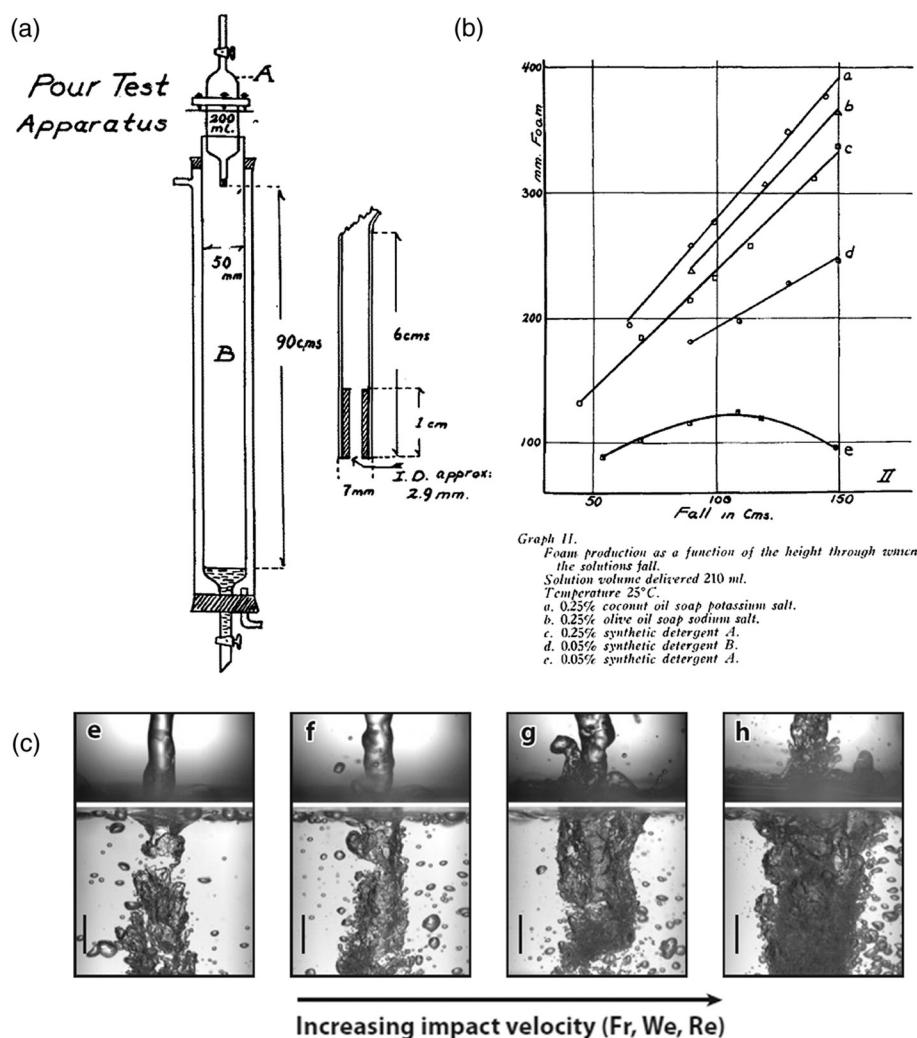 (a)
Pour Test
Apparatus
A
200
ml.
50
mm
B
90cms
6cms
1 cm
7mm
I.D. approx:
2.9 mm.
(b)
400
300
200
100
mm. Foam
a
b
c
d
e
50
100
150
II
Fall in Cms.
Graph II.
Foam production as a function of the height through which
the solutions fall.
Solution volume delivered 210 ml.
Temperature 25°C.
a. 0.25% coconut oil soap potassium salt.
b. 0.25% olive oil soap sodium salt.
c. 0.25% synthetic detergent A.
d. 0.05% synthetic detergent B.
e. 0.05% synthetic detergent A.
(c)
e
f
g
h
Increasing impact velocity (Fr, We, Re)